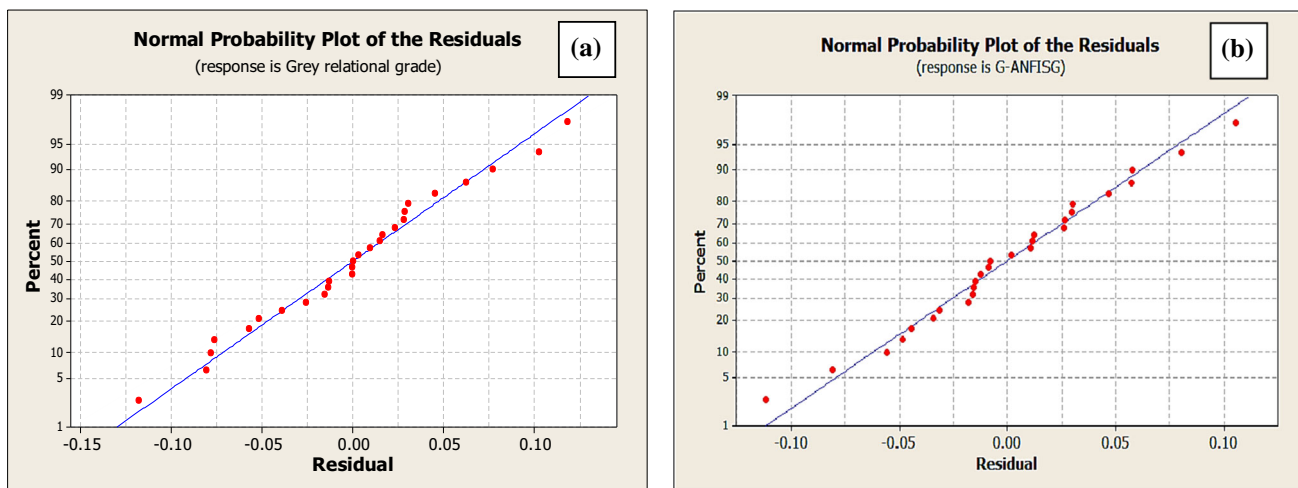 Normal Probability Plot of the Residuals
(response is Grey relational grade)
(a)
Percent
99
95
90
80
70
60
50
40
30
20
10
5
1
-0.15 -0.10 -0.05 0.00 0.05 0.10
Residual
Normal Probability Plot of the Residuals
(response is G-ANFISG)
(b)
Percent
99
95
90
80
70
60
50
40
30
20
10
5
1
-0.10 -0.05 0.00 0.05 0.10
Residual